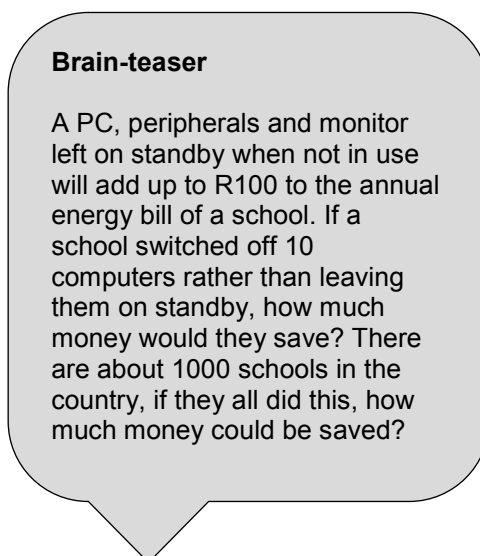 Brain-teaser
A PC, peripherals and monitor
left on standby when not in use
will add up to R100 to the annual
energy bill of a school. If a
school switched off 10
computers rather than leaving
them on standby, how much
money would they save? There
are about 1000 schools in the
country, if they all did this, how
much money could be saved?